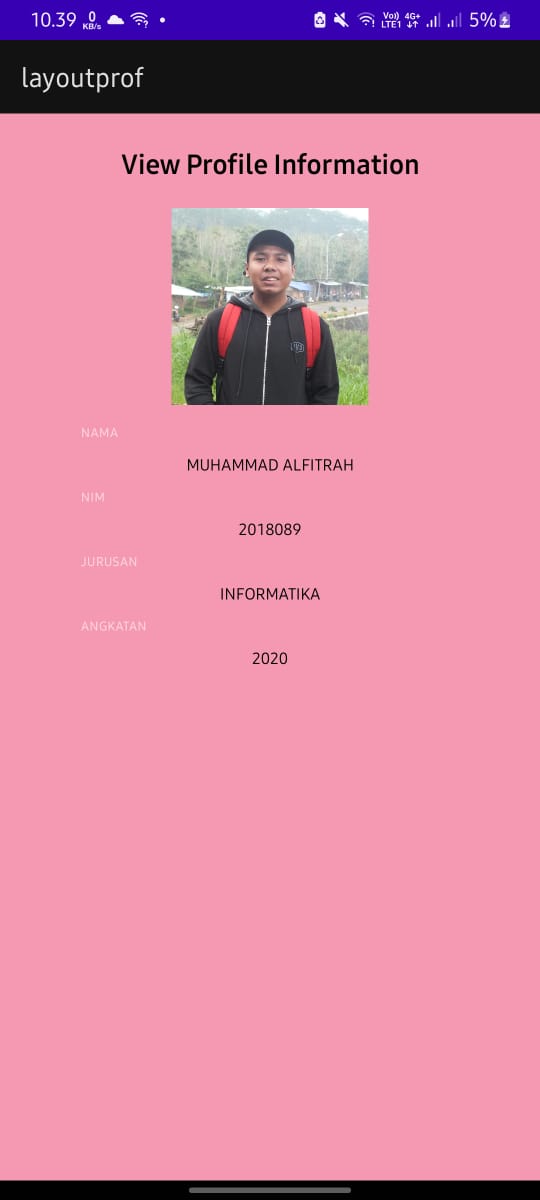 10.39 0 KB/s Vo)) LTE1 4G+ 5%
layoutprof
View Profile Information
NAMA
MUHAMMAD ALFITRAH
NIM
2018089
JURUSAN
INFORMATIKA
ANGKATAN
2020